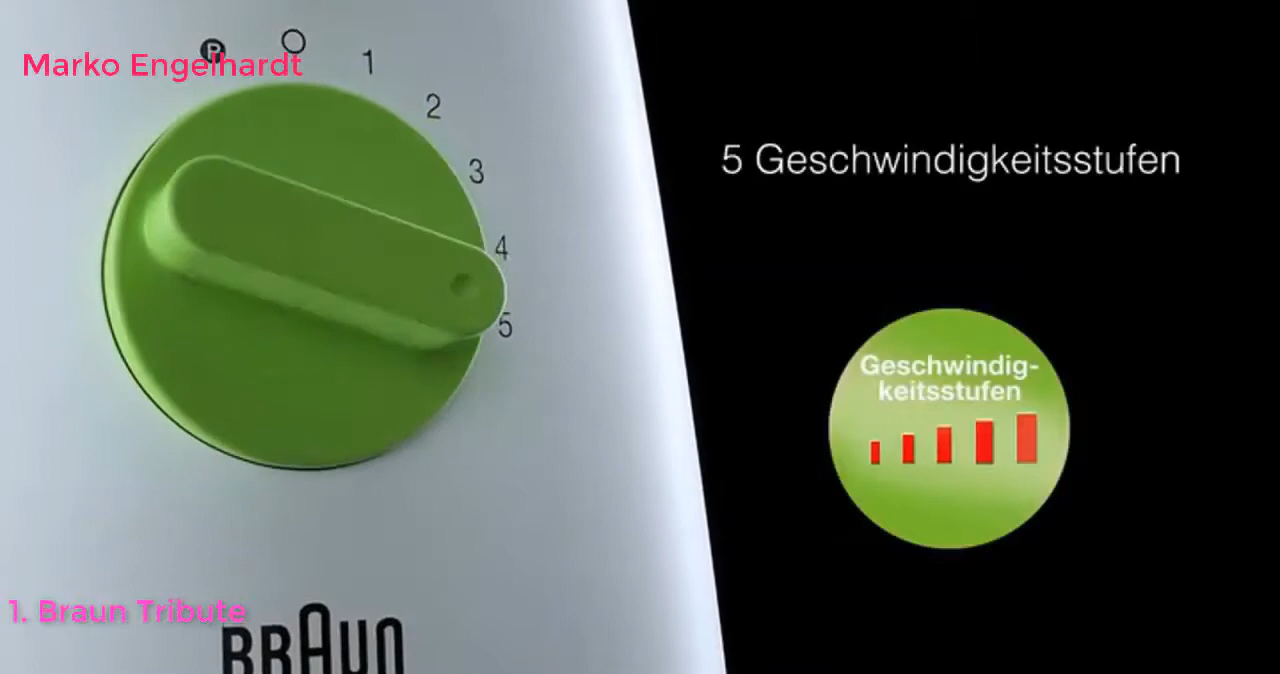 Marko Engelhardt
P
1
2
3
4
5
5 Geschwindigkeitsstufen
Geschwindig-
keitsstufen
1. Braun Tribute
BRAUN